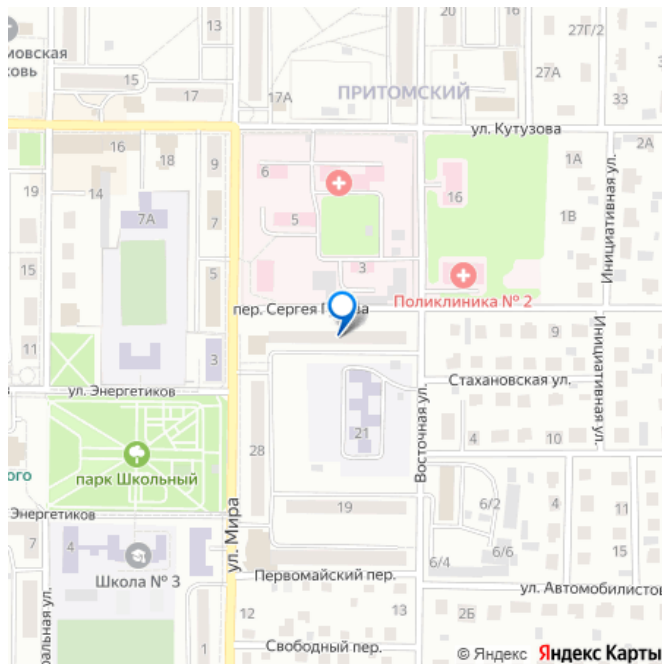 13
20
16
27Г/2
мовская
ковь
15
17
17А
ПРИТОМСКИЙ
27А
33
ул. Кутузова
16
18
9
6
2А
1А
19
14
7А
7
5
16
1В
Инициативная ул.
15
5
3
Поликлиника № 2
пер. Сергея
ва
11
3
9
Инициативная ул.
ул. Энергетиков
Стахановская ул.
Восточная ул.
28
21
4
10
ого
парк Школьный
Энергетиков
ул. Мира
19
6/2
4
11
7
4
Школа № 3
6/4
6/6
15
Первомайский пер.
ул. Автомобилистов
ральная ул.
12
13
2Б
1
Свободный пер.
© Яндекс Яндекс Карты